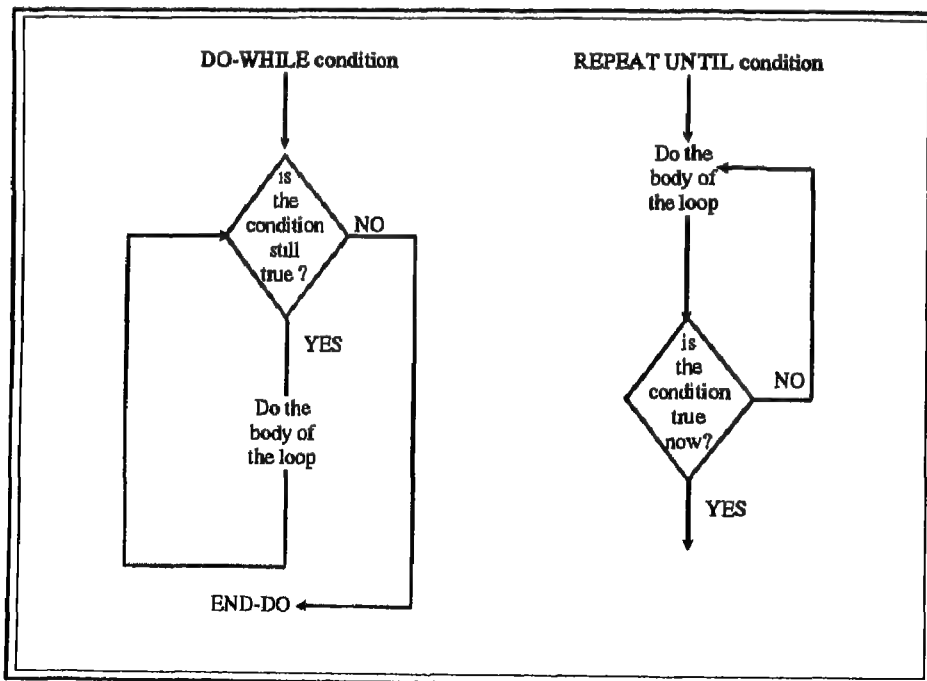 DO-WHILE condition
is
the
condition
still
true ?
NO
YES
Do the
body of
the loop
END-DO
REPEAT UNTIL condition
Do the
body of
the loop
is
the
condition
true
now?
NO
YES